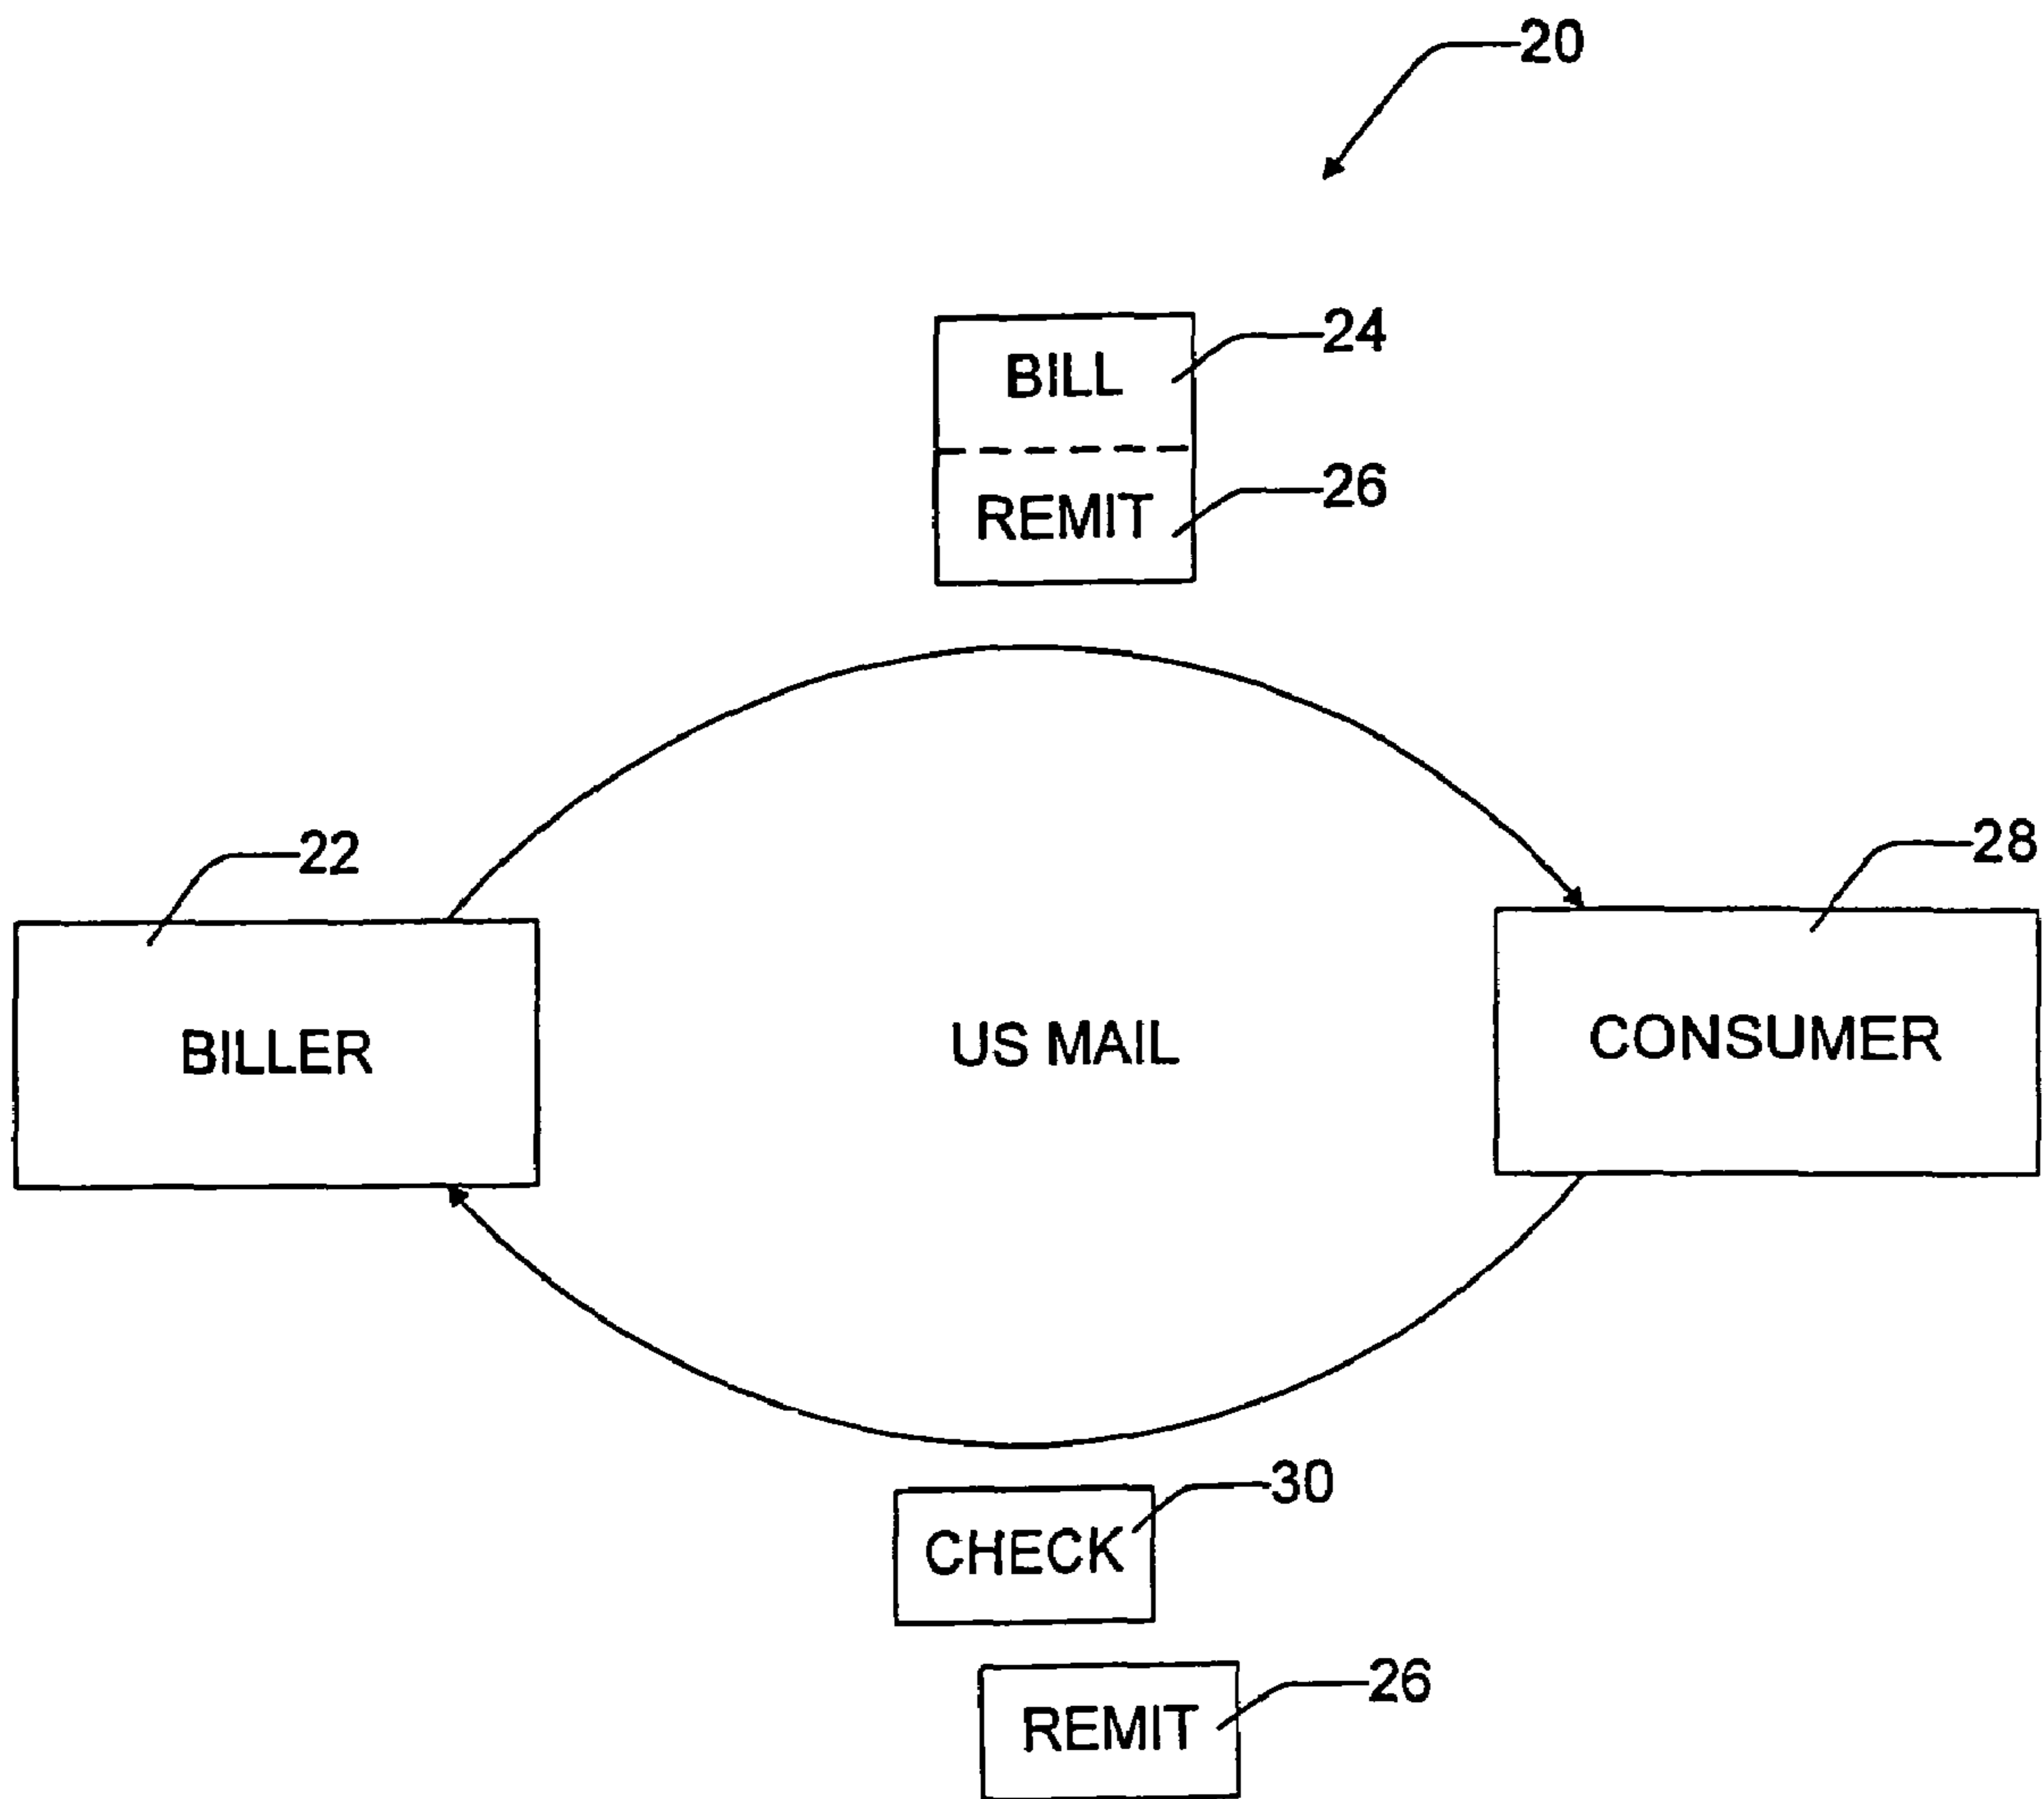 20
BILL
24
REMIT
26
22
28
BILLER
US MAIL
CONSUMER
30
CHECK
26
REMIT